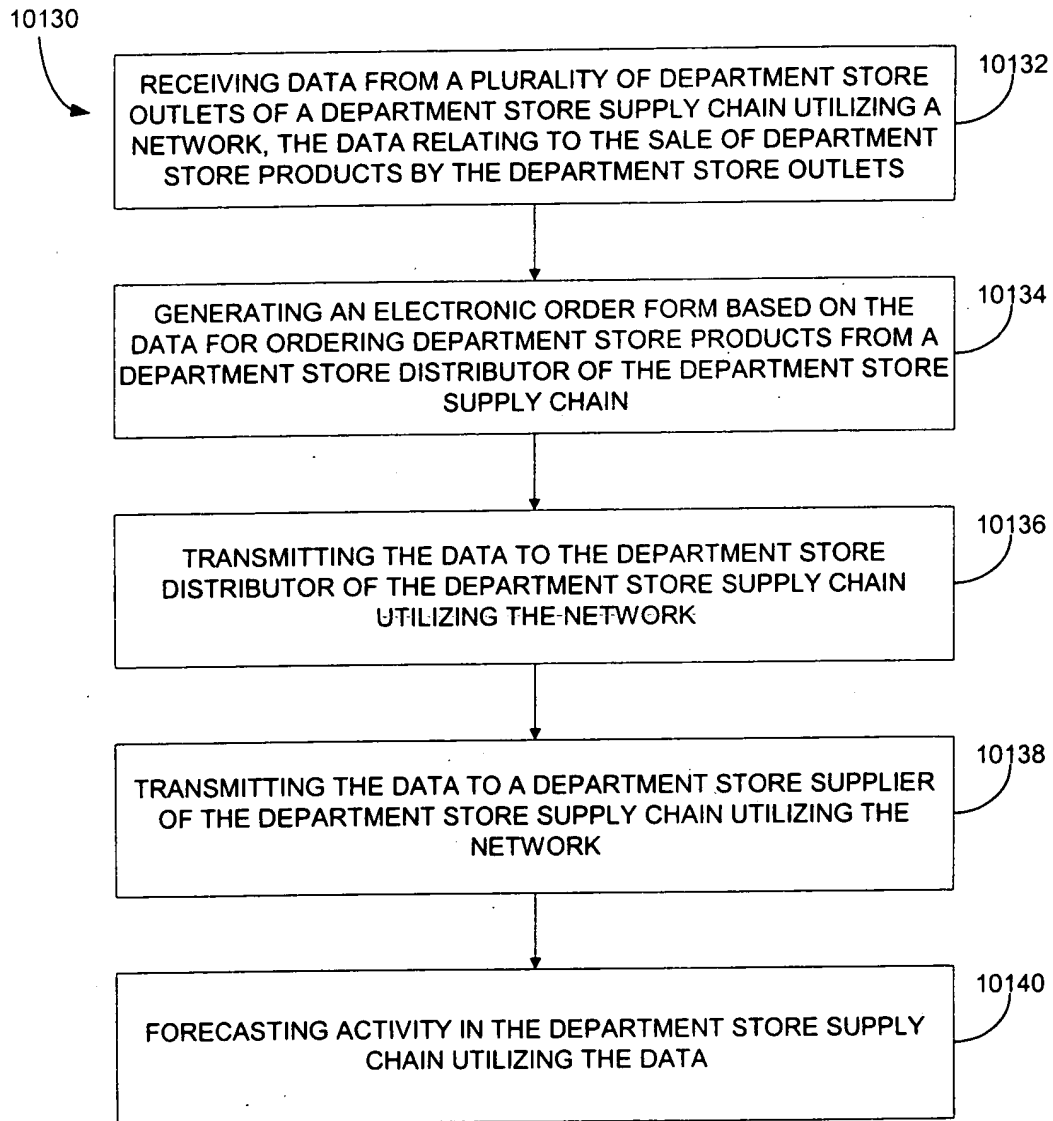 10130
RECEIVING DATA FROM A PLURALITY OF DEPARTMENT STORE
OUTLETS OF A DEPARTMENT STORE SUPPLY CHAIN UTILIZING A
NETWORK, THE DATA RELATING TO THE SALE OF DEPARTMENT
STORE PRODUCTS BY THE DEPARTMENT STORE OUTLETS
10132
GENERATING AN ELECTRONIC ORDER FORM BASED ON THE
DATA FOR ORDERING DEPARTMENT STORE PRODUCTS FROM A
DEPARTMENT STORE DISTRIBUTOR OF THE DEPARTMENT STORE
SUPPLY CHAIN
10134
TRANSMITTING THE DATA TO THE DEPARTMENT STORE
DISTRIBUTOR OF THE DEPARTMENT STORE SUPPLY CHAIN
UTILIZING THE NETWORK
10136
TRANSMITTING THE DATA TO A DEPARTMENT STORE SUPPLIER
OF THE DEPARTMENT STORE SUPPLY CHAIN UTILIZING THE
NETWORK
10138
FORECASTING ACTIVITY IN THE DEPARTMENT STORE SUPPLY
CHAIN UTILIZING THE DATA
10140